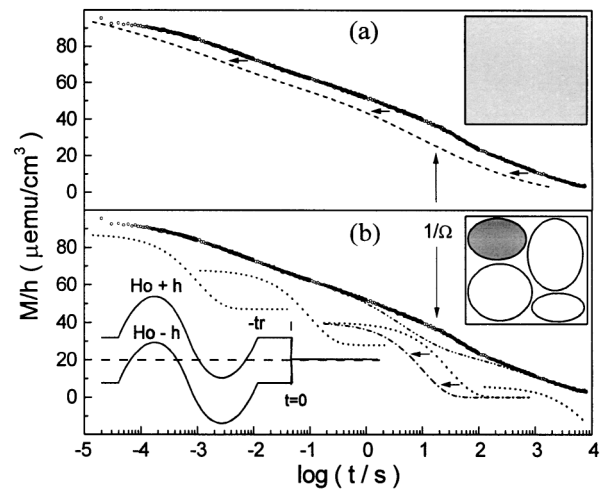 (a)
80
60
40
20
0
M/h ( μemu/cm³ )
(b)
1/Ω
80
60
40
20
0
Ho + h
Ho - h
-tr
t=0
-5 -4 -3 -2 -1 0 1 2 3 4
log ( t / s )